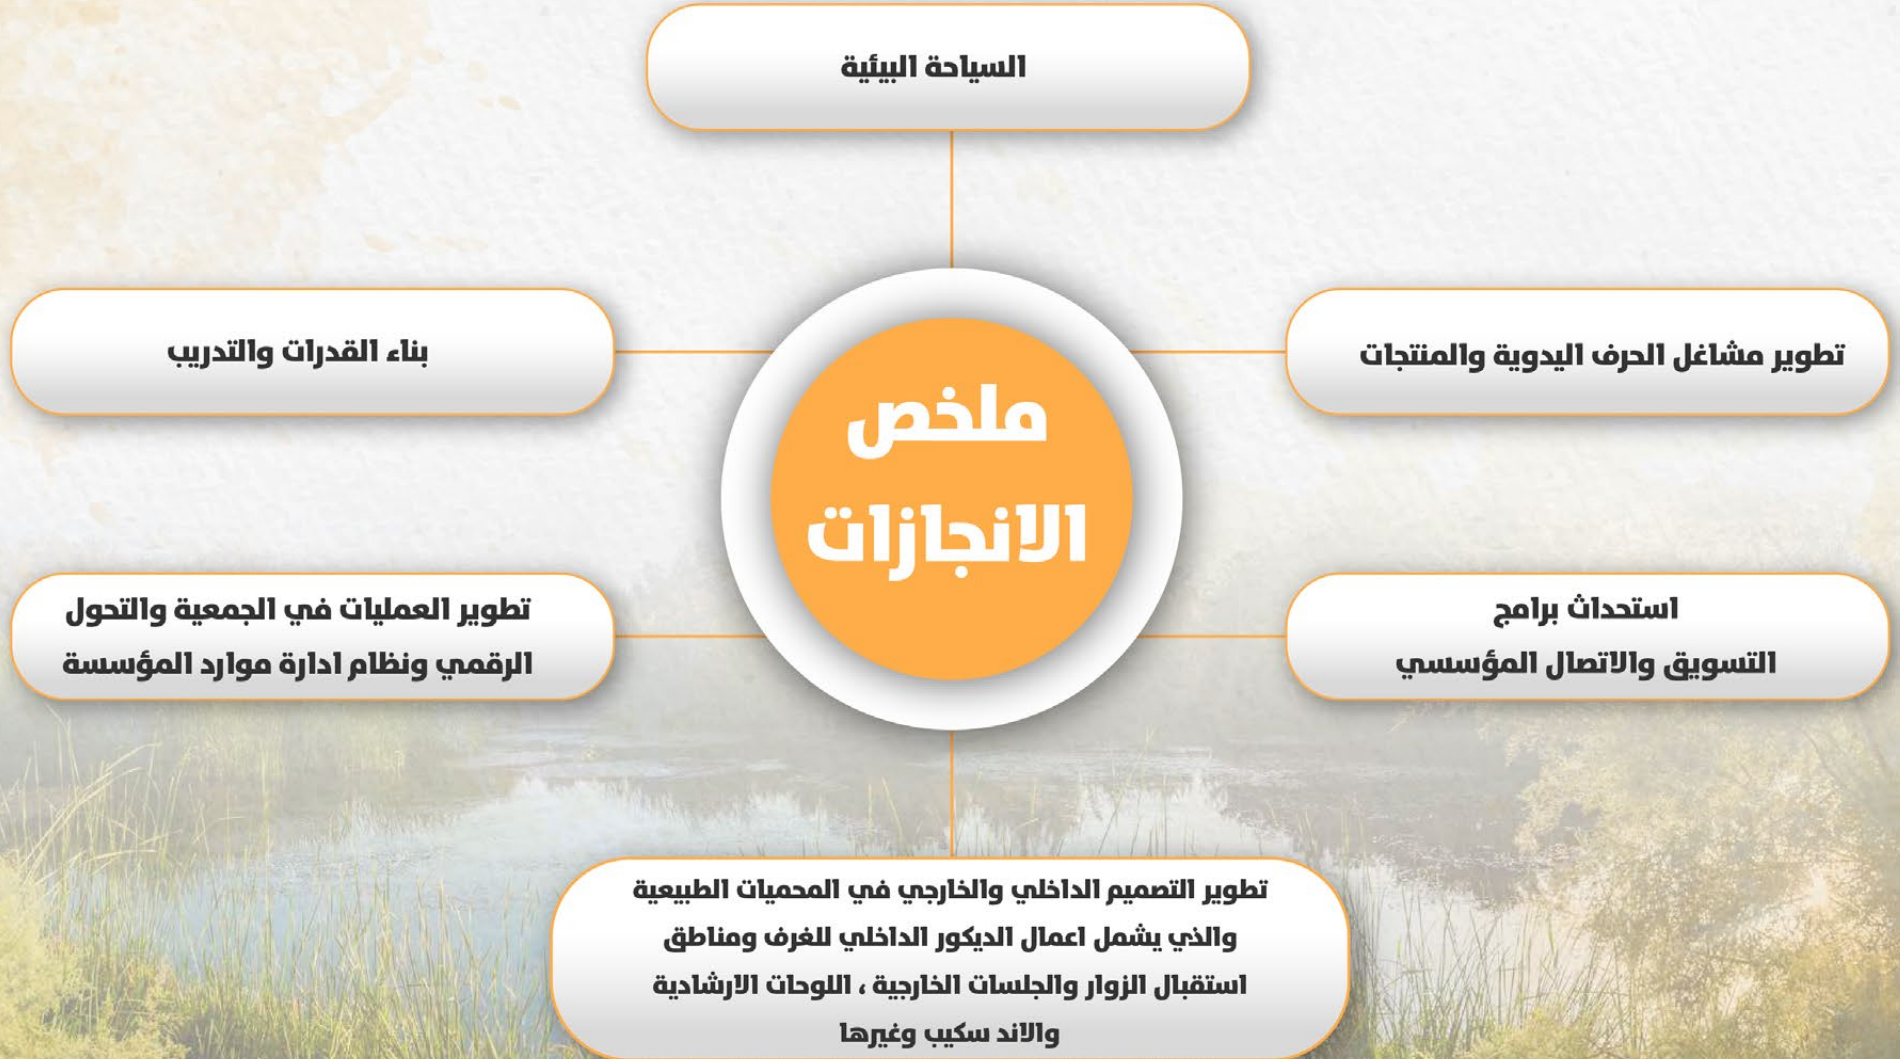 السياحة البيئية
ملخص
الانجازات
تطوير مشاغل الحرف اليدوية والمنتجات
بناء القدرات والتدريب
استحداث برامج
التسويق والاتصال المؤسسي
تطوير العمليات في الجمعية والتحول
الرقمي ونظام ادارة موارد المؤسسة
تطوير التصميم الداخلي والخارجي في المحميات الطبيعية
والذي يشمل اعمال الديكور الداخلي للغرف ومناطق
استقبال الزوار والجلسات الخارجية ، اللوحات الارشادية
والاند سكيب وغيرها